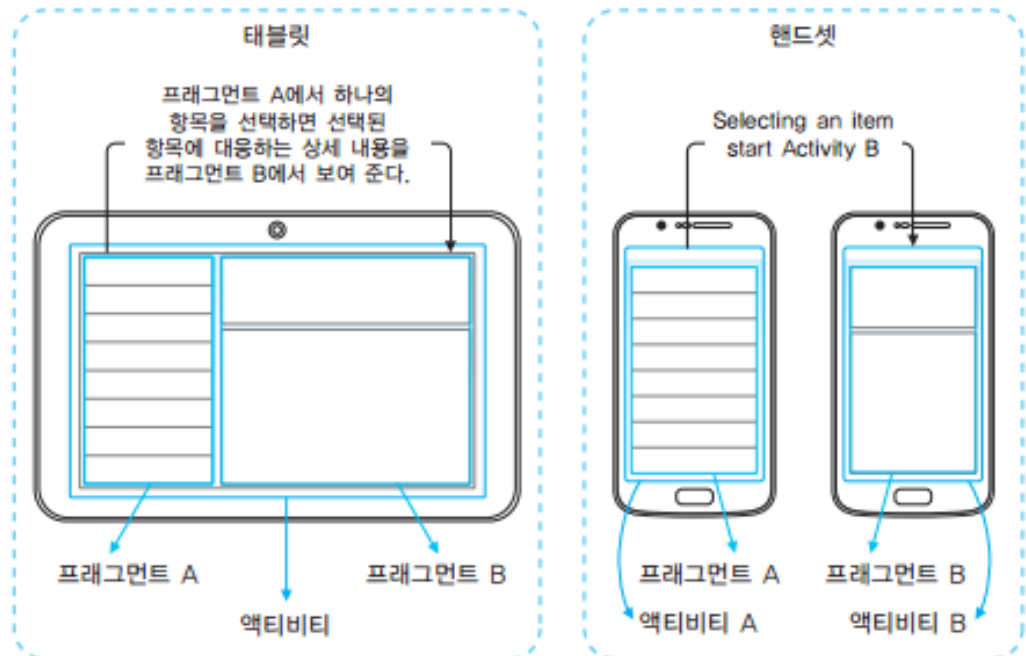 태블릿
프래그먼트 A에서 하나의
항목을 선택하면 선택된
항목에 대응하는 상세 내용을
프래그먼트 B에서 보여 준다.
프래그먼트 A
프래그먼트 B
액티비티
핸드셋
Selecting an item
start Activity B
프래그먼트 A
프래그먼트 B
액티비티 A
액티비티 B